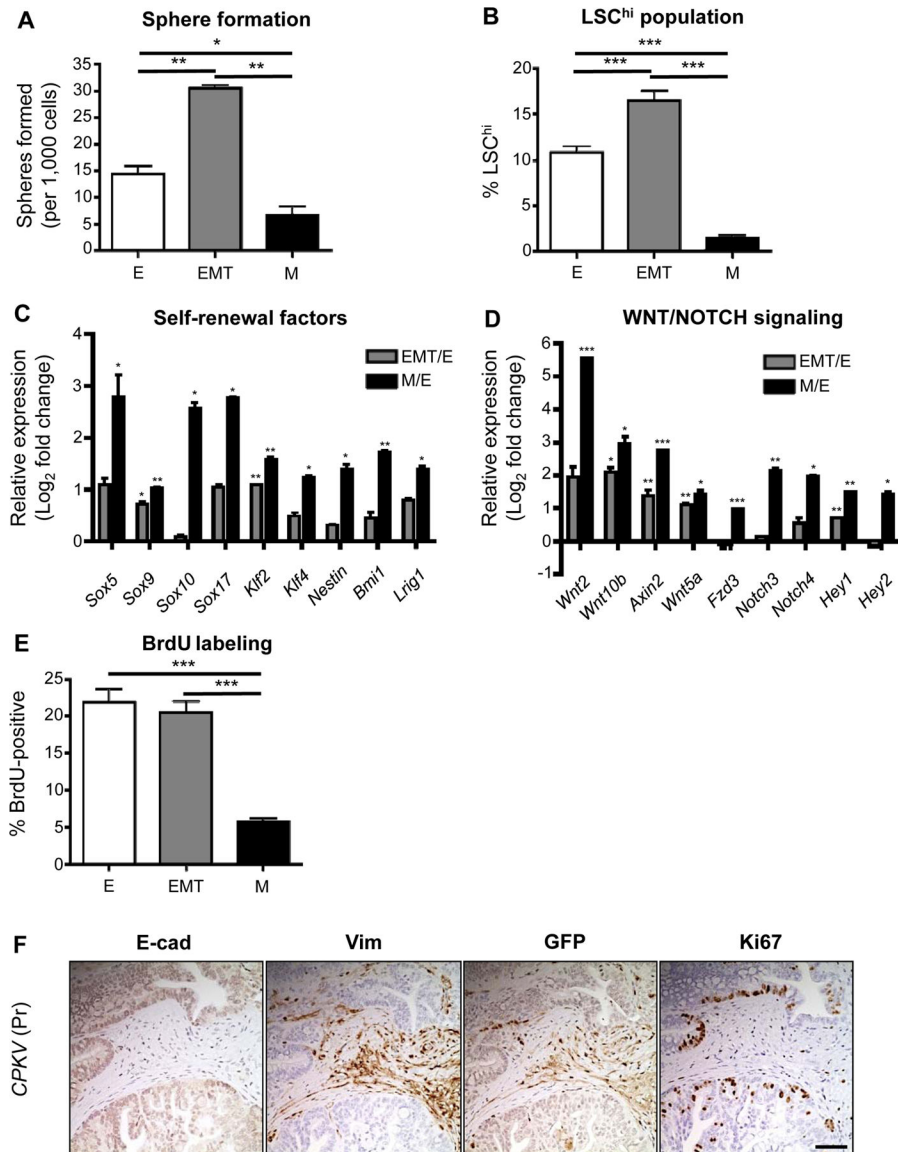 A
Sphere formation
*
**
**
Spheres formed
(per 1,000 cells)
35
30
25
20
15
10
5
0
E
EMT
M
B
LSC^hi population
***
***
***
% LSC^hi
20
15
10
5
0
E
EMT
M
C
Self-renewal factors
EMT/E
M/E
Relative expression
(Log2 fold change)
4
3
2
1
0
*
*
**
*
*
**
**
*
*
**
*
Sox5
Sox9
Sox10
Sox17
Klf2
Klf4
Nestin
Bmi1
Lrig1
D
WNT/NOTCH signaling
EMT/E
M/E
Relative expression
(Log2 fold change)
6
5
4
3
2
1
0
-1
***
*
*
**
***
**
*
***
**
*
**
**
*
Wnt2
Wnt10b
Axin2
Wnt5a
Fzd3
Notch3
Notch4
Hey1
Hey2
E
BrdU labeling
***
***
% BrdU-positive
25
20
15
10
5
0
E
EMT
M
F
E-cad
Vim
GFP
Ki67
CPKV (Pr)